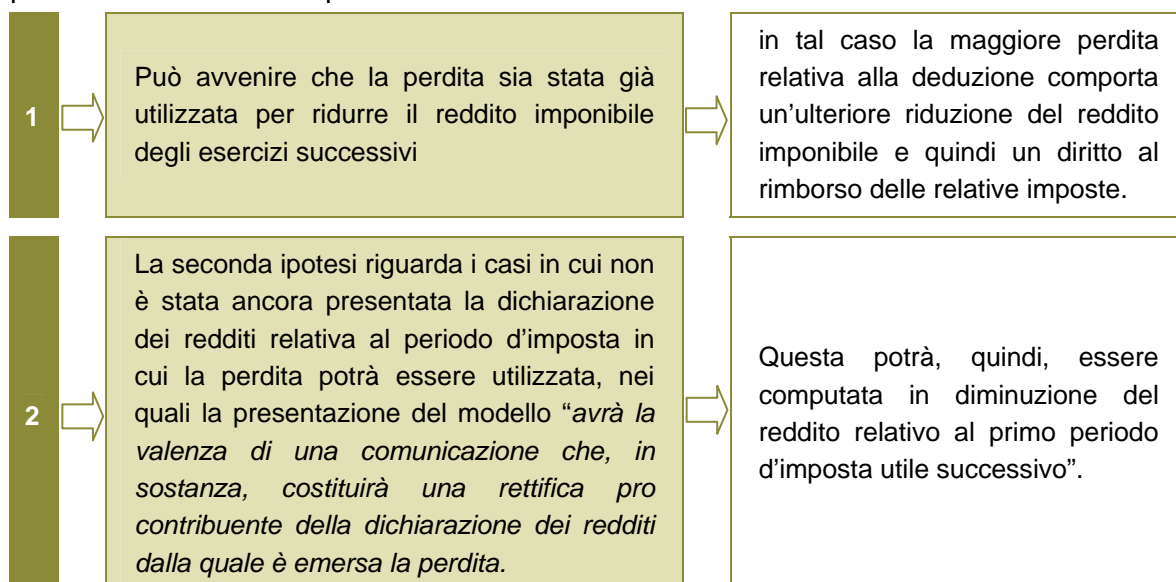 1
Può avvenire che la perdita sia stata già
utilizzata per ridurre il reddito imponibile
degli esercizi successivi
in tal caso la maggiore perdita
relativa alla deduzione comporta
un’ulteriore riduzione del reddito
imponibile e quindi un diritto al
rimborso delle relative imposte.
2
La seconda ipotesi riguarda i casi in cui non
è stata ancora presentata la dichiarazione
dei redditi relativa al periodo d’imposta in
cui la perdita potrà essere utilizzata, nei
quali la presentazione del modello “avrà la
valenza di una comunicazione che, in
sostanza, costituirà una rettifica pro
contribuente della dichiarazione dei redditi
dalla quale è emersa la perdita.
Questa potrà, quindi, essere
computata in diminuzione del
reddito relativo al primo periodo
d’imposta utile successivo”.